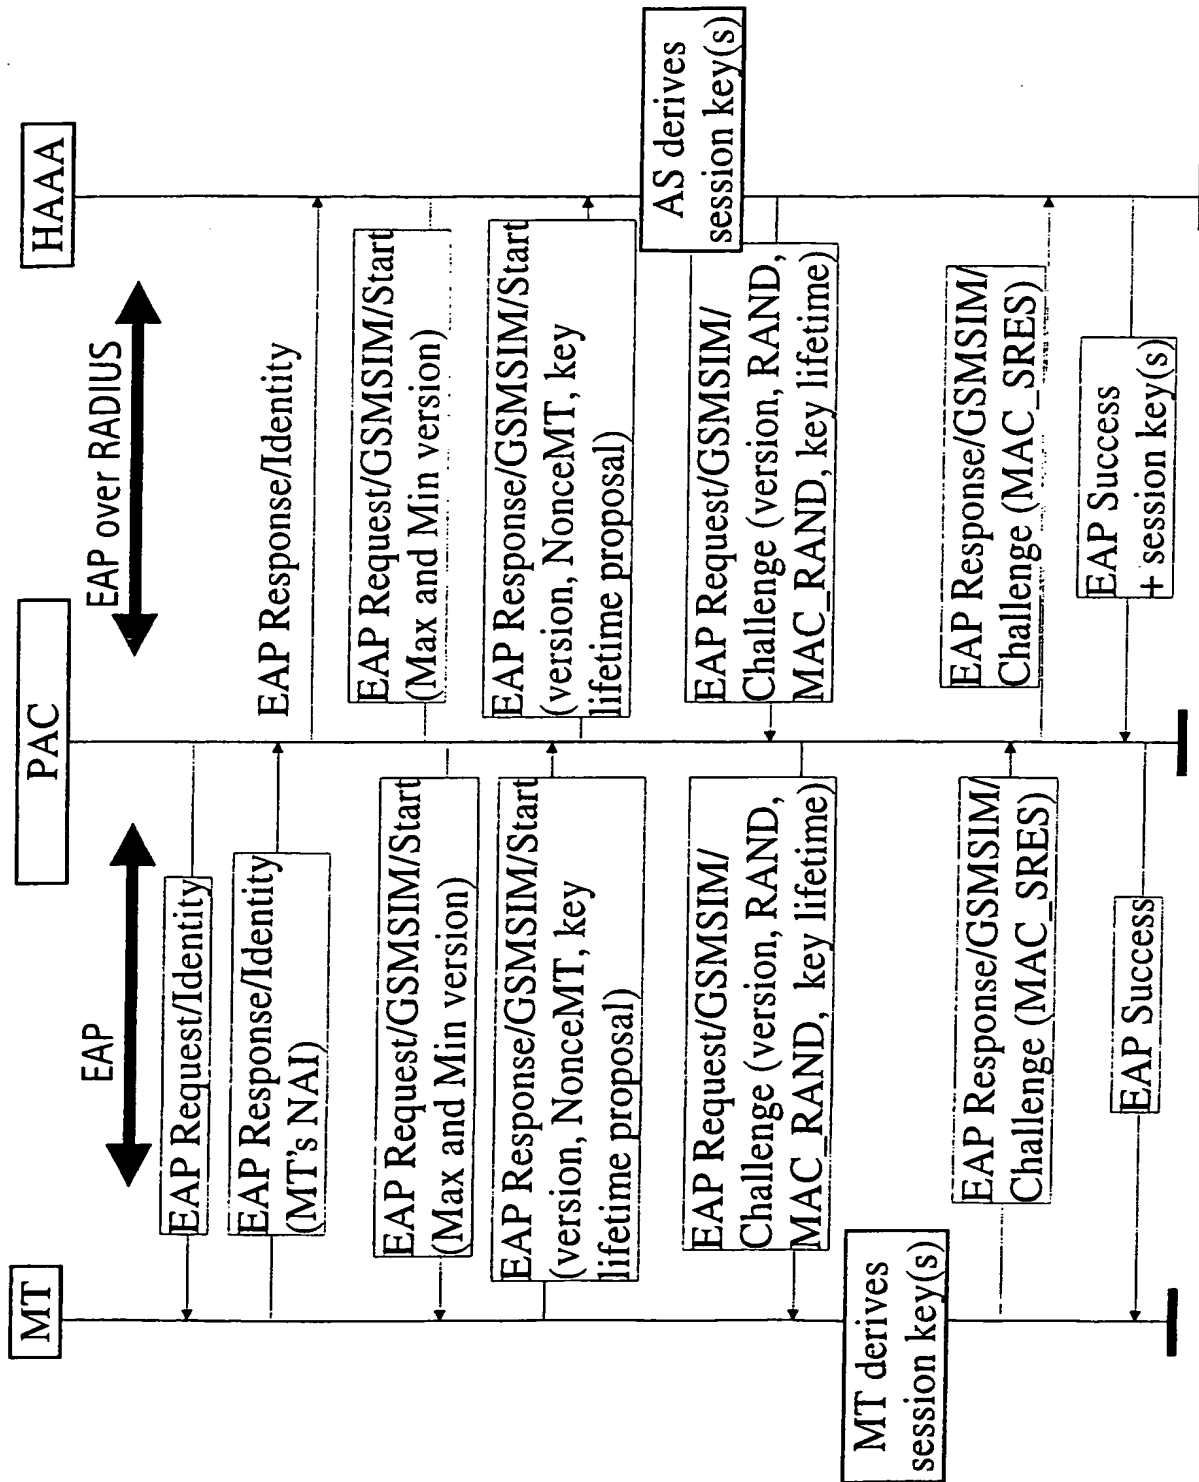 MT
PAC
HAAA
EAP
EAP over RADIUS
EAP Request/Identity
EAP Response/Identity
(MT's NAI)
EAP Response/Identity
EAP Request/GSMSIM/Start
(Max and Min version)
EAP Request/GSMSIM/Start
(Max and Min version)
EAP Response/GSMSIM/Start
(version, NonceMT, key
lifetime proposal)
EAP Response/GSMSIM/Start
(version, NonceMT, key
lifetime proposal)
AS derives
session key(s)
EAP Request/GSMSIM/
Challenge (version, RAND,
MAC_RAND, key lifetime)
EAP Request/GSMSIM/
Challenge (version, RAND,
MAC_RAND, key lifetime)
MT derives
session key(s)
EAP Response/GSMSIM/
Challenge (MAC_SRES)
EAP Response/GSMSIM/
Challenge (MAC_SRES)
EAP Success
+ session key(s)
EAP Success